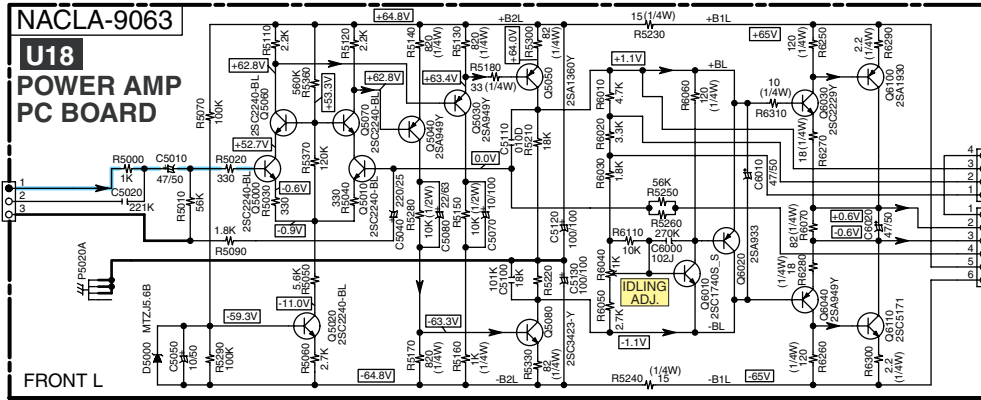 NACLA-9063
U18
POWER AMP
PC BOARD
+64.8V
+B2L
15 (1/4W)
R5230
+B1L
+65V
R5110
2.2K
R5120
2.2K
R5140
820
(1/4W)
R5130
820
(1/4W)
+64.0V
R5300
82
(1/4W)
120
(1/4W)
R6250
2.2
(1/4W)
R6290
+62.8V
560K
R5360
+53.3V
+62.8V
+63.4V
R5180
33 (1/4W)
Q5050
2SA1360Y
+1.1V
+BL
R6010
4.7K
R6060
120
(1/4W)
10
(1/4W)
R6310
Q6030
2SC2229Y
Q6100
2SA1930
R5070
100K
2SC2240-BL
Q5060
Q5070
2SC2240-BL
Q5040
2SA949Y
Q5030
2SA949Y
C5110
010D
R5210
18K
R6020
3.3K
18 (1/4W)
R6270
+52.7V
R5370
120K
0.0V
R6030
1.8K
C6010
47/50
R5000
1K
C5010
47/50
R5020
330
1
2
3
C5020
221K
R5010
56K
2SC2240-BL
Q5000
R5030
330
-0.6V
-0.9V
330
R5040
Q5010
2SC2240-BL
C5040
220/25
R5280
10K (1/2W)
C5080
22/63
R5150
10K (1/2W)
C5070
10/100
C5120
100/100
56K
R5250
R5260
270K
R6110
10K
C6000
102J
2SA933
Q6020
82 (1/4W)
R6070
+0.6V
-0.6V
C6020
47/50
4
3
2
1
1
2
3
4
5
6
1.8K
R5090
P5020A
5.6K
R5050
-11.0V
101K
C5100
18K
R5220
C5130
100/100
R6040
1K
IDLING
ADJ.
Q6010
2SC1740S_S
(1/4W)
18
R6280
MTZJ5.6B
-59.3V
Q5020
2SC2240-BL
-63.3V
Q5080
2SC3423-Y
R6050
2.7K
-BL
-1.1V
Q6040
2SA949Y
Q6110
2SC5171
D5000
C5050
10/50
R5290
100K
R5060
2.7K
R5170
820
(1/4W)
R5160
1K
(1/4W)
R5330
82
(1/4W)
(1/4W)
120
R6260
R6300
2.2
(1/4W)
FRONT L
-64.8V
-B2L
R5240
(1/4W)
15
-B1L
-65V